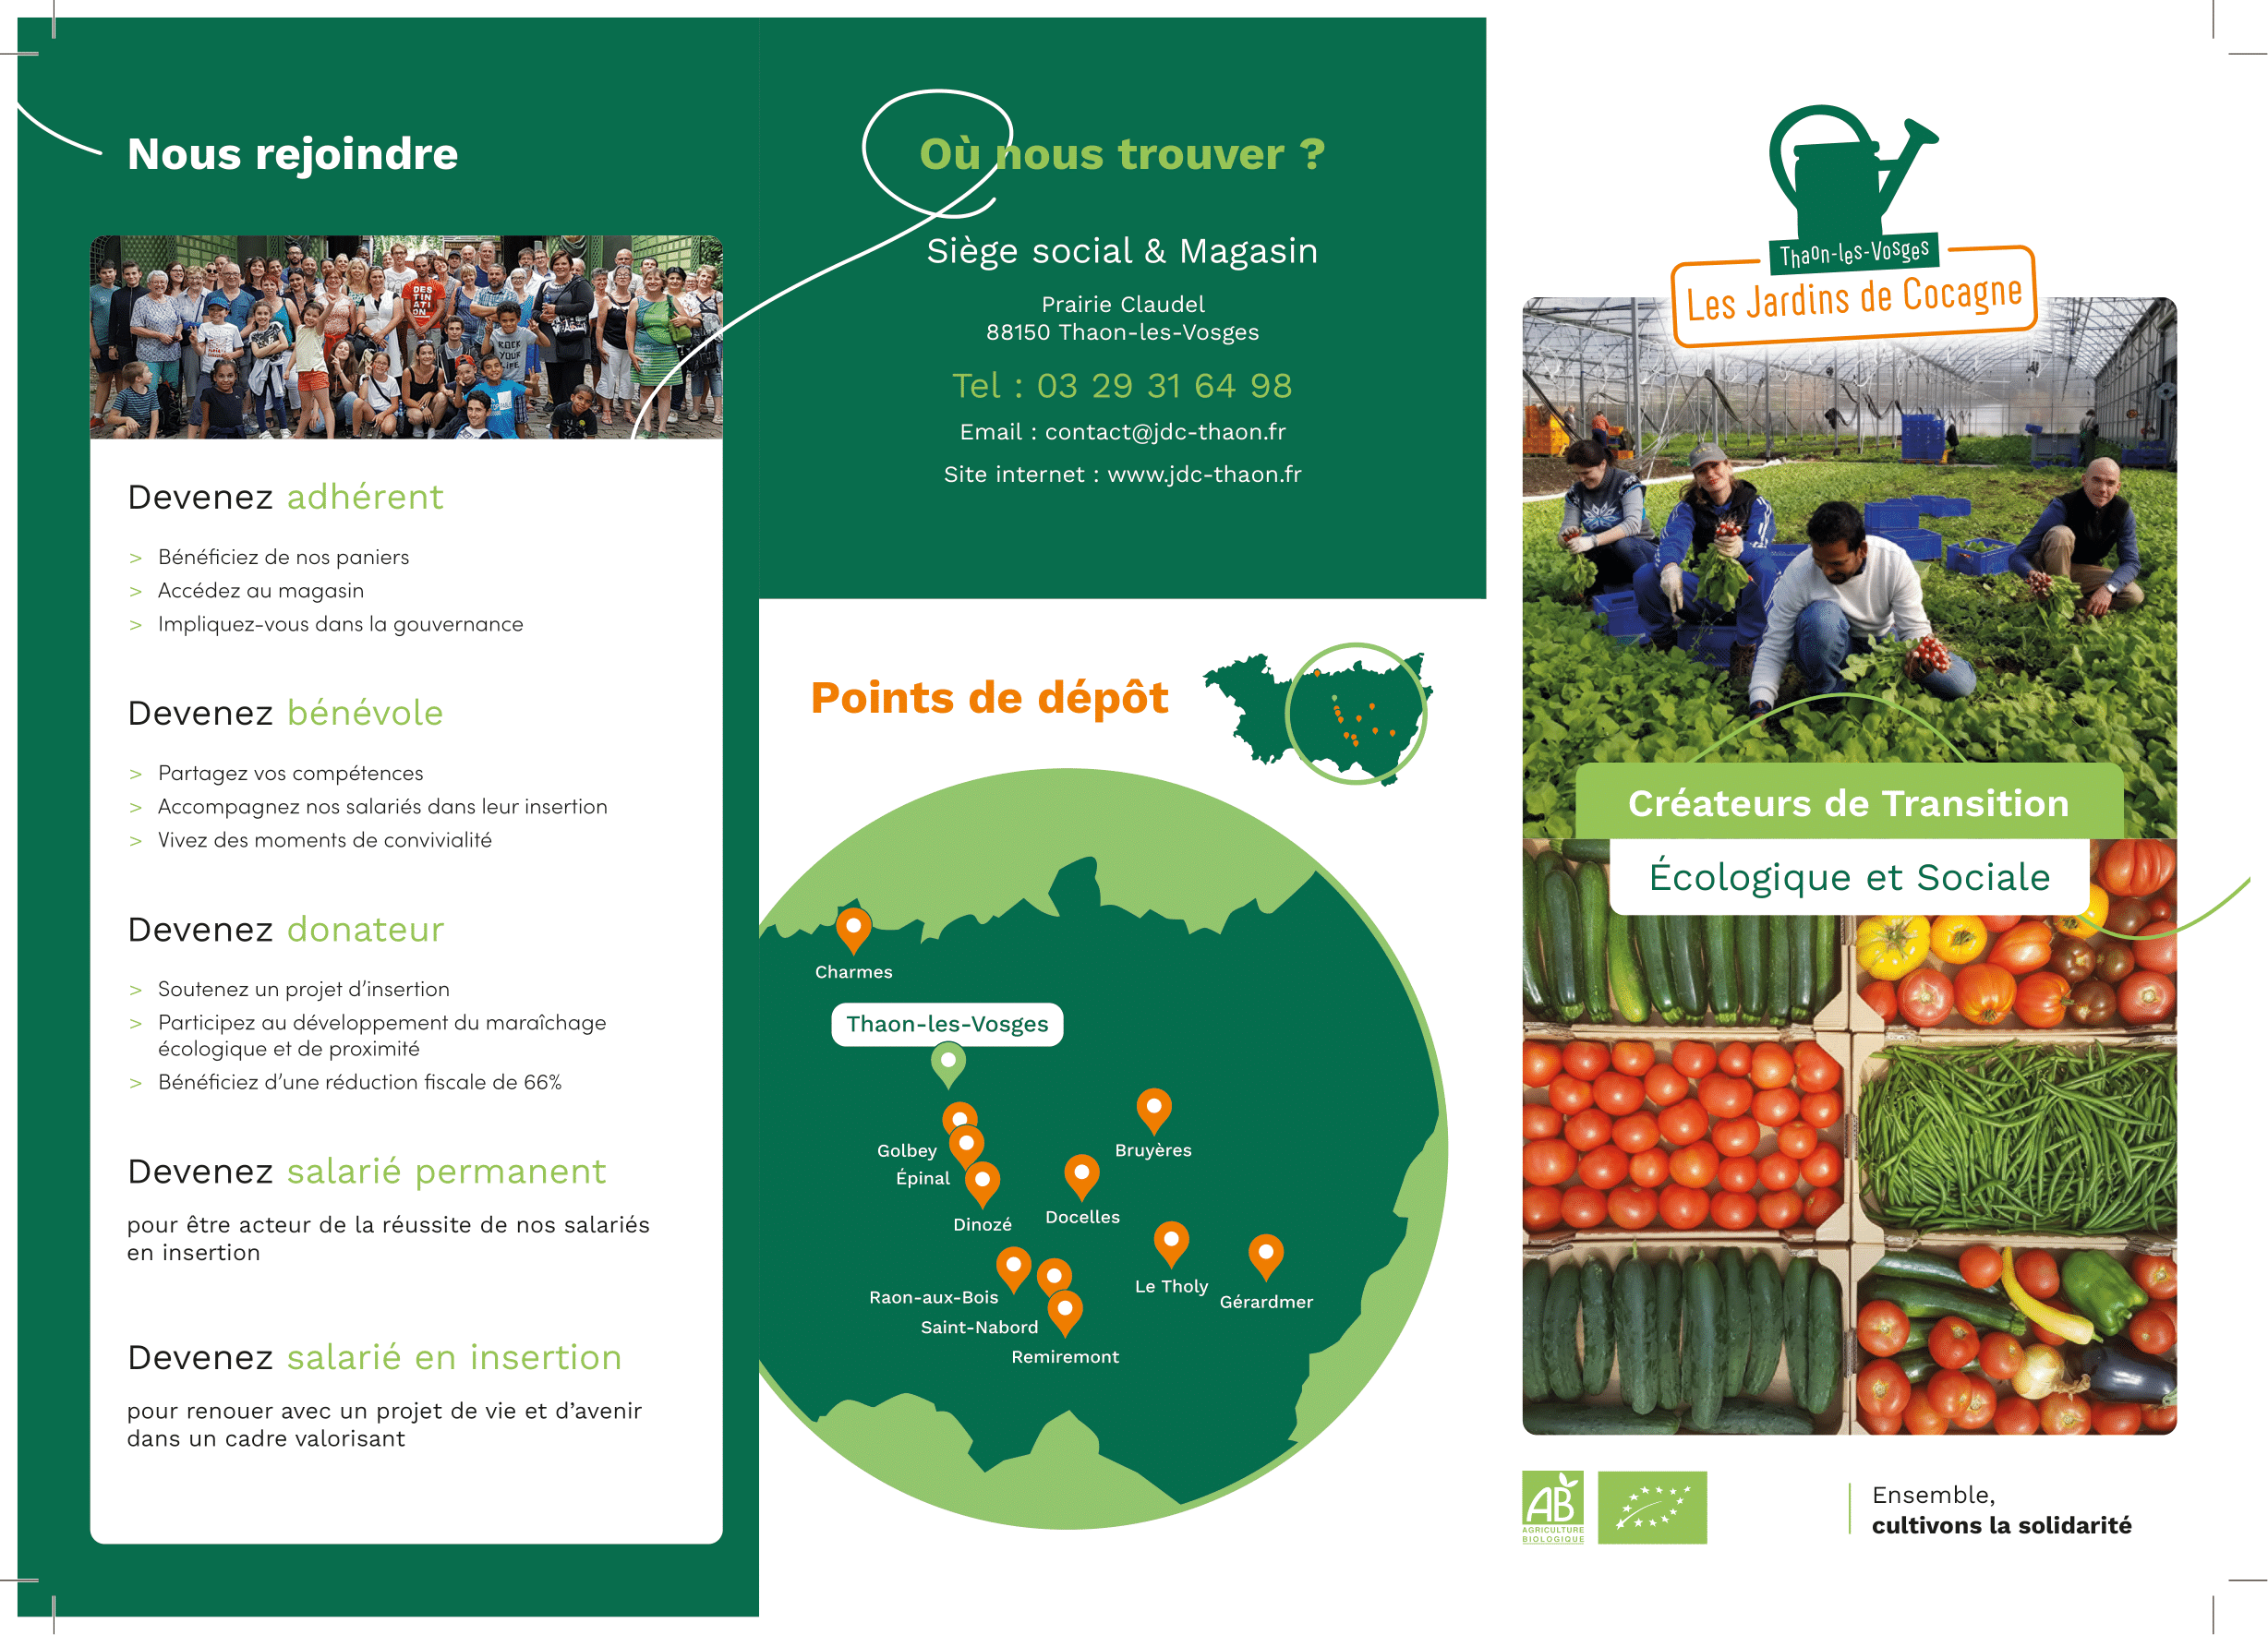 Nous rejoindre
DES
TIN
ATI
ON
ROCK
YOUR
LIFE
Devenez adhérent
> Bénéficiez de nos paniers
> Accédez au magasin
> Impliquez-vous dans la gouvernance
Devenez bénévole
> Partagez vos compétences
> Accompagnez nos salariés dans leur insertion
> Vivez des moments de convivialité
Devenez donateur
> Soutenez un projet d’insertion
> Participez au développement du maraîchage
écologique et de proximité
> Bénéficiez d’une réduction fiscale de 66%
Devenez salarié permanent
pour être acteur de la réussite de nos salariés
en insertion
Devenez salarié en insertion
pour renouer avec un projet de vie et d’avenir
dans un cadre valorisant
Où nous trouver ?
Siège social & Magasin
Prairie Claudel
88150 Thaon-les-Vosges
Tel : 03 29 31 64 98
Email : contact@jdc-thaon.fr
Site internet : www.jdc-thaon.fr
Points de dépôt
Charmes
Thaon-les-Vosges
Golbey
Épinal
Dinozé
Bruyères
Docelles
Le Tholy
Gérardmer
Raon-aux-Bois
Saint-Nabord
Remiremont
Thaon-les-Vosges
Les Jardins de Cocagne
Créateurs de Transition
Écologique et Sociale
AB
AGRICULTURE
BIOLOGIQUE
Ensemble,
cultivons la solidarité